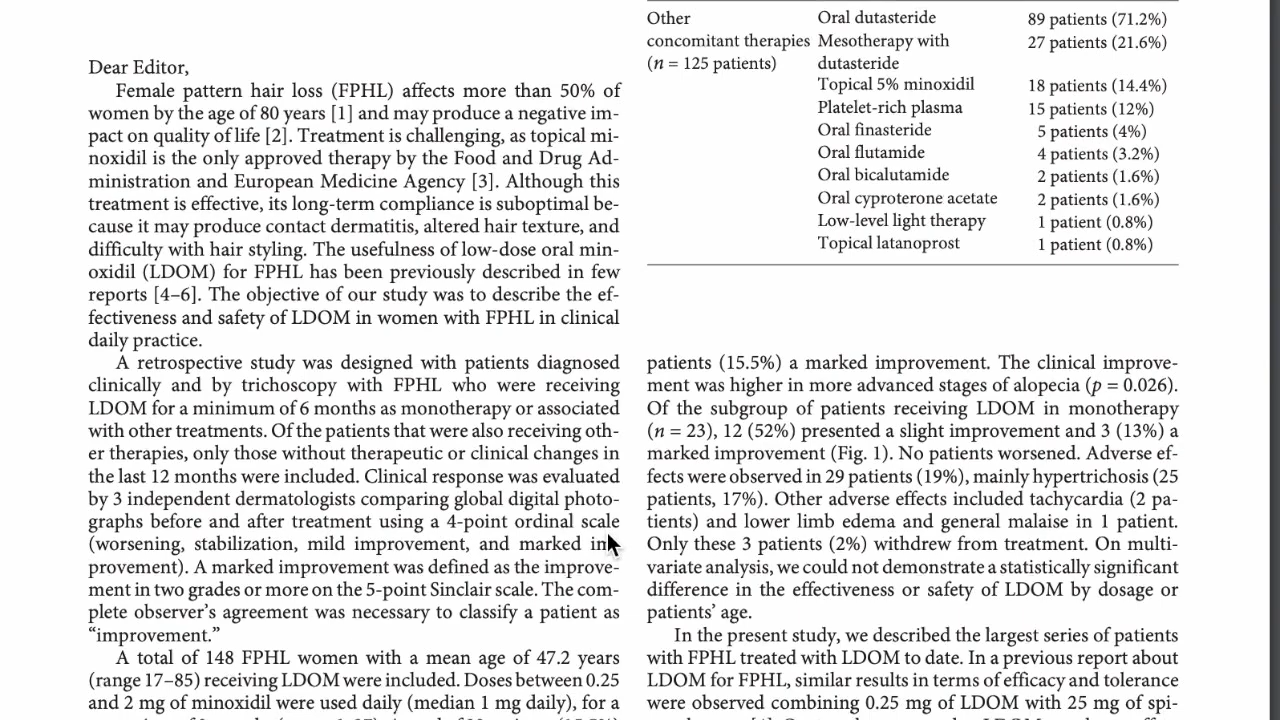 Dear Editor,
Female pattern hair loss (FPHL) affects more than 50% of
women by the age of 80 years [1] and may produce a negative im-
pact on quality of life [2]. Treatment is challenging, as topical mi-
noxidil is the only approved therapy by the Food and Drug Ad-
ministration and European Medicine Agency [3]. Although this
treatment is effective, its long-term compliance is suboptimal be-
cause it may produce contact dermatitis, altered hair texture, and
difficulty with hair styling. The usefulness of low-dose oral min-
oxidil (LDOM) for FPHL has been previously described in few
reports [4–6]. The objective of our study was to describe the ef-
fectiveness and safety of LDOM in women with FPHL in clinical
daily practice.
A retrospective study was designed with patients diagnosed
clinically and by trichoscopy with FPHL who were receiving
LDOM for a minimum of 6 months as monotherapy or associated
with other treatments. Of the patients that were also receiving oth-
er therapies, only those without therapeutic or clinical changes in
the last 12 months were included. Clinical response was evaluated
by 3 independent dermatologists comparing global digital photo-
graphs before and after treatment using a 4-point ordinal scale
(worsening, stabilization, mild improvement, and marked im-
provement). A marked improvement was defined as the improve-
ment in two grades or more on the 5-point Sinclair scale. The com-
plete observer’s agreement was necessary to classify a patient as
“improvement.”
A total of 148 FPHL women with a mean age of 47.2 years
(range 17–85) receiving LDOM were included. Doses between 0.25
and 2 mg of minoxidil were used daily (median 1 mg daily), for a
Other Oral dutasteride 89 patients (71.2%)
concomitant therapies Mesotherapy with 27 patients (21.6%)
(n = 125 patients) dutasteride
Topical 5% minoxidil 18 patients (14.4%)
Platelet-rich plasma 15 patients (12%)
Oral finasteride 5 patients (4%)
Oral flutamide 4 patients (3.2%)
Oral bicalutamide 2 patients (1.6%)
Oral cyproterone acetate 2 patients (1.6%)
Low-level light therapy 1 patient (0.8%)
Topical latanoprost 1 patient (0.8%)
patients (15.5%) a marked improvement. The clinical improve-
ment was higher in more advanced stages of alopecia (p = 0.026).
Of the subgroup of patients receiving LDOM in monotherapy
(n = 23), 12 (52%) presented a slight improvement and 3 (13%) a
marked improvement (Fig. 1). No patients worsened. Adverse ef-
fects were observed in 29 patients (19%), mainly hypertrichosis (25
patients, 17%). Other adverse effects included tachycardia (2 pa-
tients) and lower limb edema and general malaise in 1 patient.
Only these 3 patients (2%) withdrew from treatment. On multi-
variate analysis, we could not demonstrate a statistically significant
difference in the effectiveness or safety of LDOM by dosage or
patients’ age.
In the present study, we described the largest series of patients
with FPHL treated with LDOM to date. In a previous report about
LDOM for FPHL, similar results in terms of efficacy and tolerance
were observed combining 0.25 mg of LDOM with 25 mg of spi-